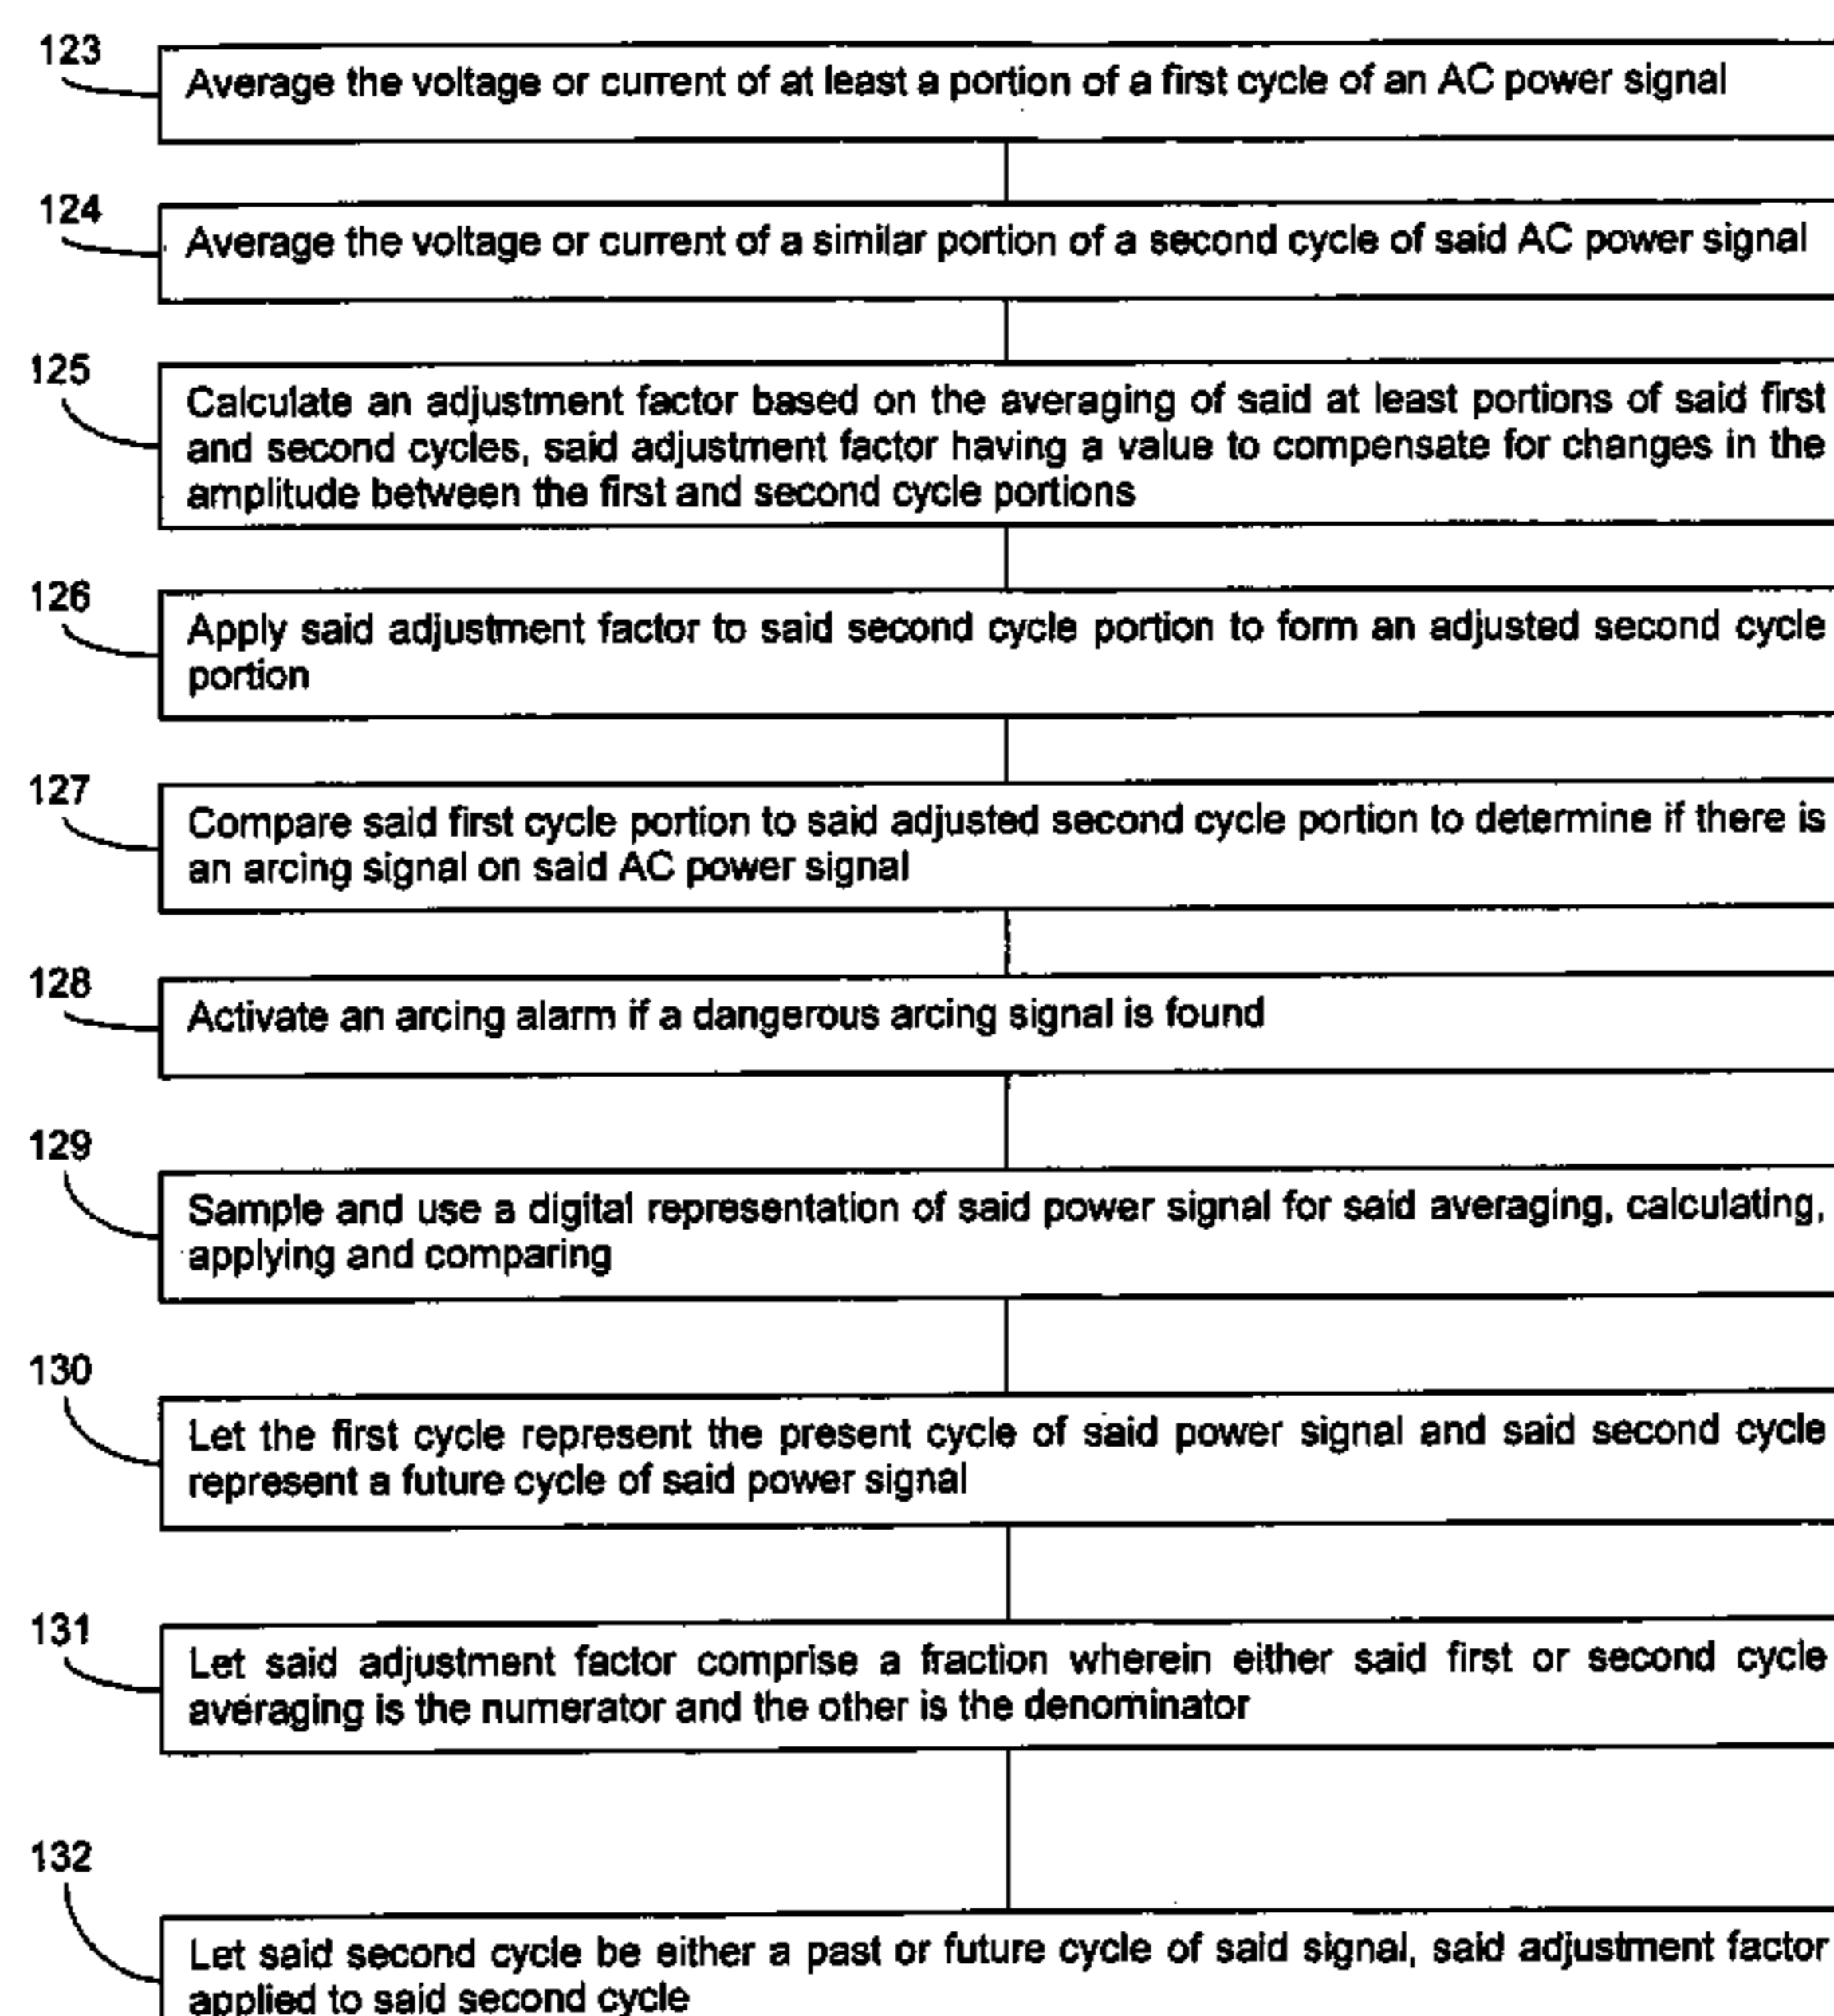 123
Average the voltage or current of at least a portion of a first cycle of an AC power signal
124
Average the voltage or current of a similar portion of a second cycle of said AC power signal
125
Calculate an adjustment factor based on the averaging of said at least portions of said first
and second cycles, said adjustment factor having a value to compensate for changes in the
amplitude between the first and second cycle portions
126
Apply said adjustment factor to said second cycle portion to form an adjusted second cycle
portion
127
Compare said first cycle portion to said adjusted second cycle portion to determine if there is
an arcing signal on said AC power signal
128
Activate an arcing alarm if a dangerous arcing signal is found
129
Sample and use a digital representation of said power signal for said averaging, calculating,
applying and comparing
130
Let the first cycle represent the present cycle of said power signal and said second cycle
represent a future cycle of said power signal
131
Let said adjustment factor comprise a fraction wherein either said first or second cycle
averaging is the numerator and the other is the denominator
132
Let said second cycle be either a past or future cycle of said signal, said adjustment factor
applied to said second cycle